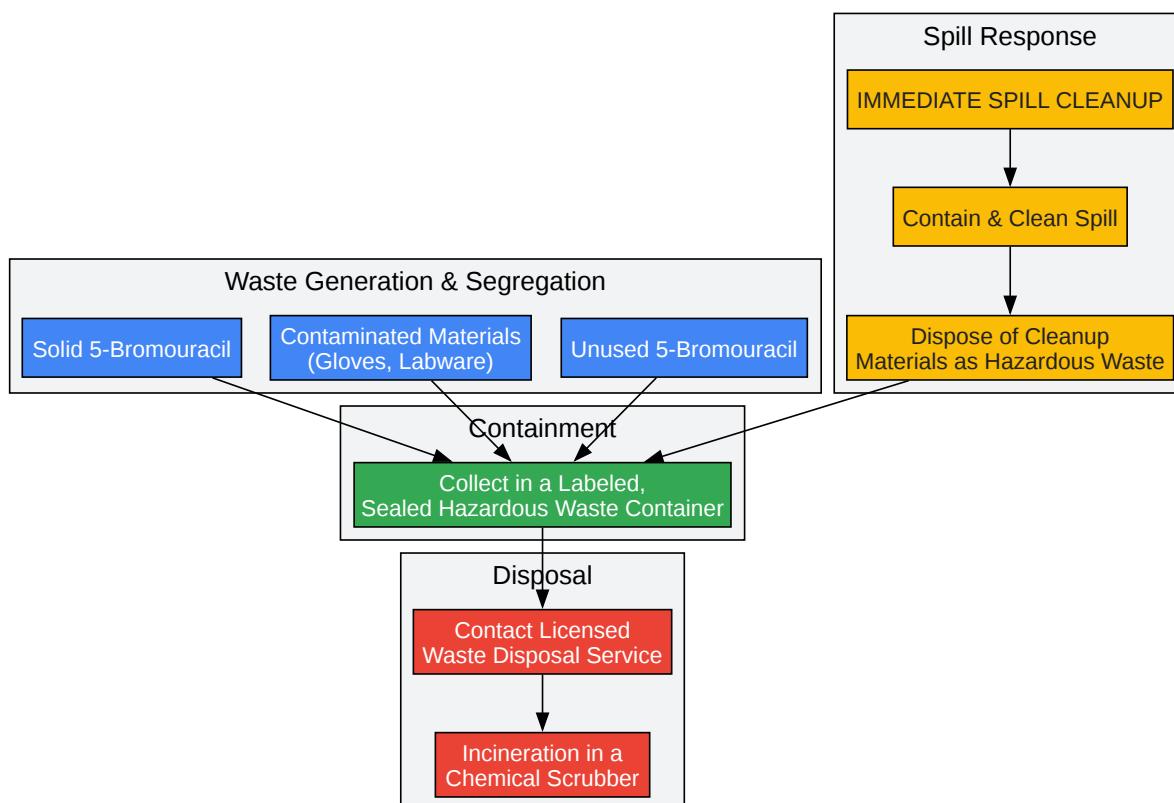 Spill Response
IMMEDIATE SPILL CLEANUP
Contain & Clean Spill
Dispose of Cleanup
Materials as Hazardous Waste
Waste Generation & Segregation
Solid 5-Bromouracil
Contaminated Materials
(Gloves, Labware)
Unused 5-Bromouracil
Containment
Collect in a Labeled,
Sealed Hazardous Waste Container
Disposal
Contact Licensed
Waste Disposal Service
Incineration in a
Chemical Scrubber